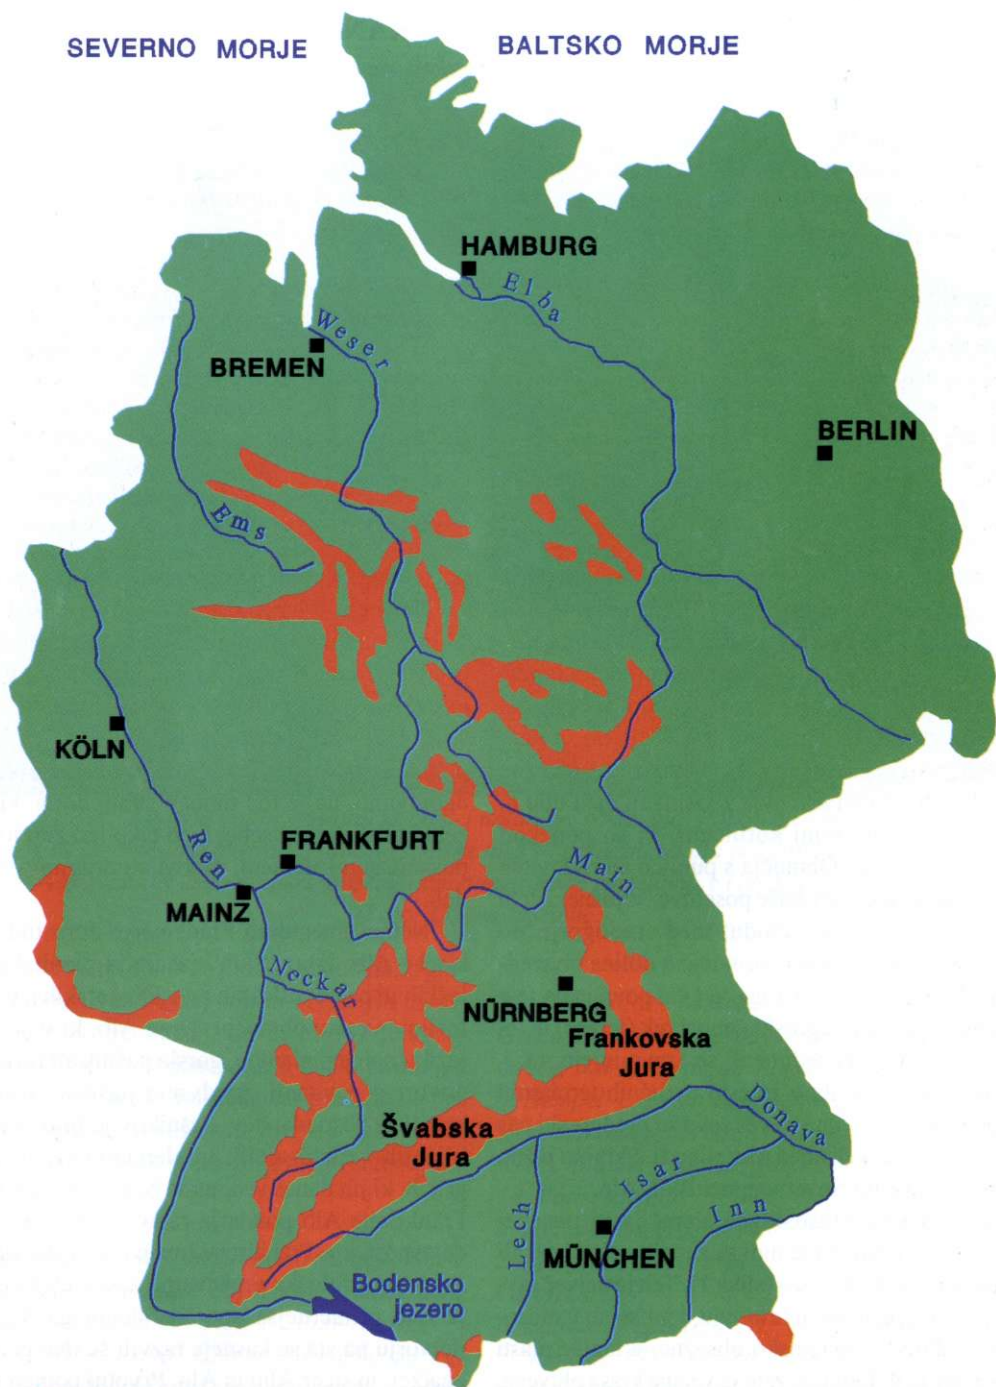 SEVERNO MORJE
BALTSKO MORJE
HAMBURG
Elba
Weser
BREMEN
BERLIN
Ems
KÖLN
Ren
FRANKFURT
Main
MAINZ
Neckar
NÜRNBERG
Frankovska
Jura
Švabska
Jura
Donava
Isar
Inn
Lech
MÜNCHEN
Bodensko
jezero